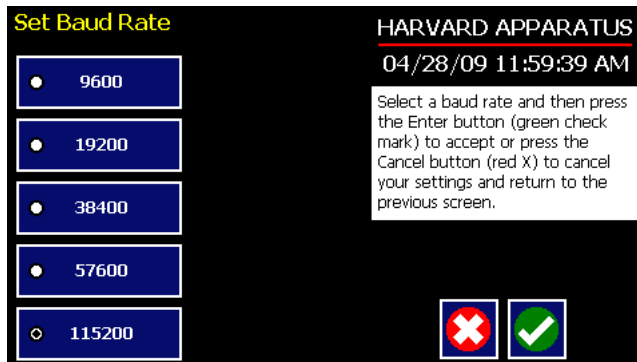 Set Baud Rate
9600
19200
38400
57600
115200
HARVARD APPARATUS
04/28/09 11:59:39 AM
Select a baud rate and then press
the Enter button (green check
mark) to accept or press the
Cancel button (red X) to cancel
your settings and return to the
previous screen.